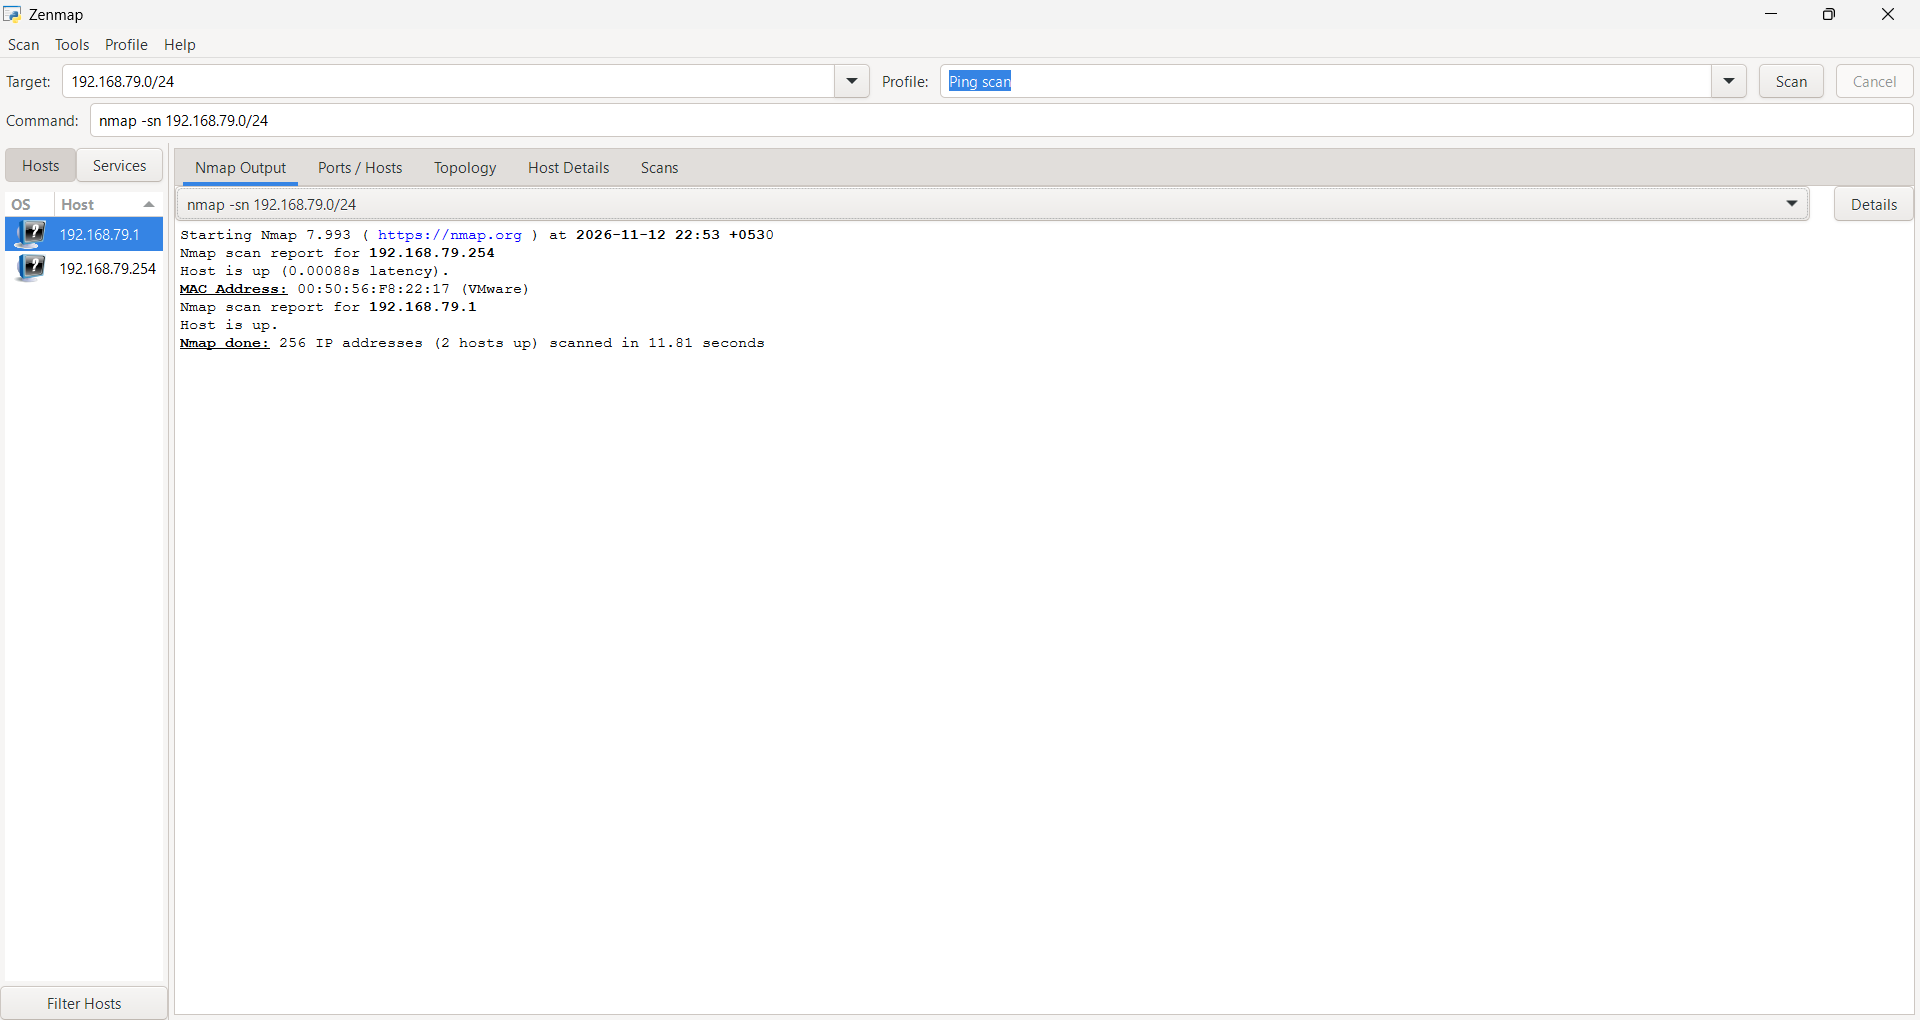 Zenmap
Scan Tools Profile Help
Target: 192.168.79.0/24 Profile: Ping scan Scan Cancel
Command: nmap -sn 192.168.79.0/24
Hosts Services Nmap Output Ports / Hosts Topology Host Details Scans
OS Host nmap -sn 192.168.79.0/24 Details
192.168.79.1
192.168.79.254
Starting Nmap 7.993 ( https://nmap.org ) at 2026-11-12 22:53 +0530
Nmap scan report for 192.168.79.254
Host is up (0.00088s latency).
MAC Address: 00:50:56:F8:22:17 (VMware)
Nmap scan report for 192.168.79.1
Host is up.
Nmap done: 256 IP addresses (2 hosts up) scanned in 11.81 seconds
Filter Hosts